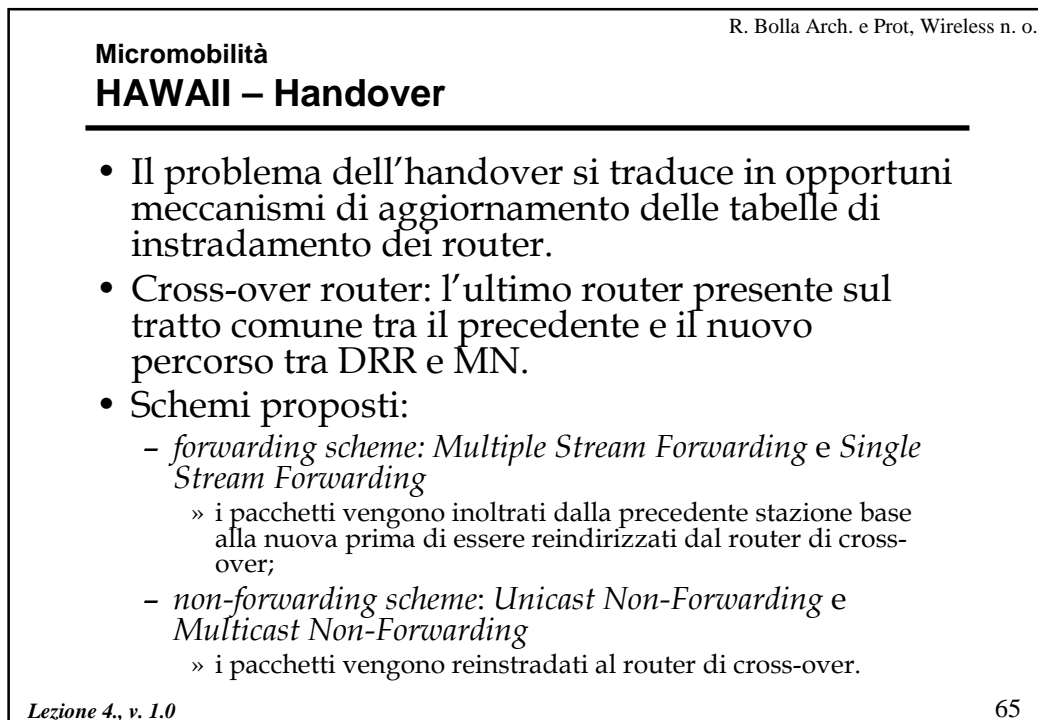 R. Bolla Arch. e Prot, Wireless n. o.
Micromobilità
HAWAII – Handover
• Il problema dell’handover si traduce in opportuni
meccanismi di aggiornamento delle tabelle di
instradamento dei router.
• Cross-over router: l’ultimo router presente sul
tratto comune tra il precedente e il nuovo
percorso tra DRR e MN.
• Schemi proposti:
– forwarding scheme: Multiple Stream Forwarding e Single
Stream Forwarding
» i pacchetti vengono inoltrati dalla precedente stazione base
alla nuova prima di essere reindirizzati dal router di cross-
over;
– non-forwarding scheme: Unicast Non-Forwarding e
Multicast Non-Forwarding
» i pacchetti vengono reinstradati al router di cross-over.
Lezione 4., v. 1.0
65